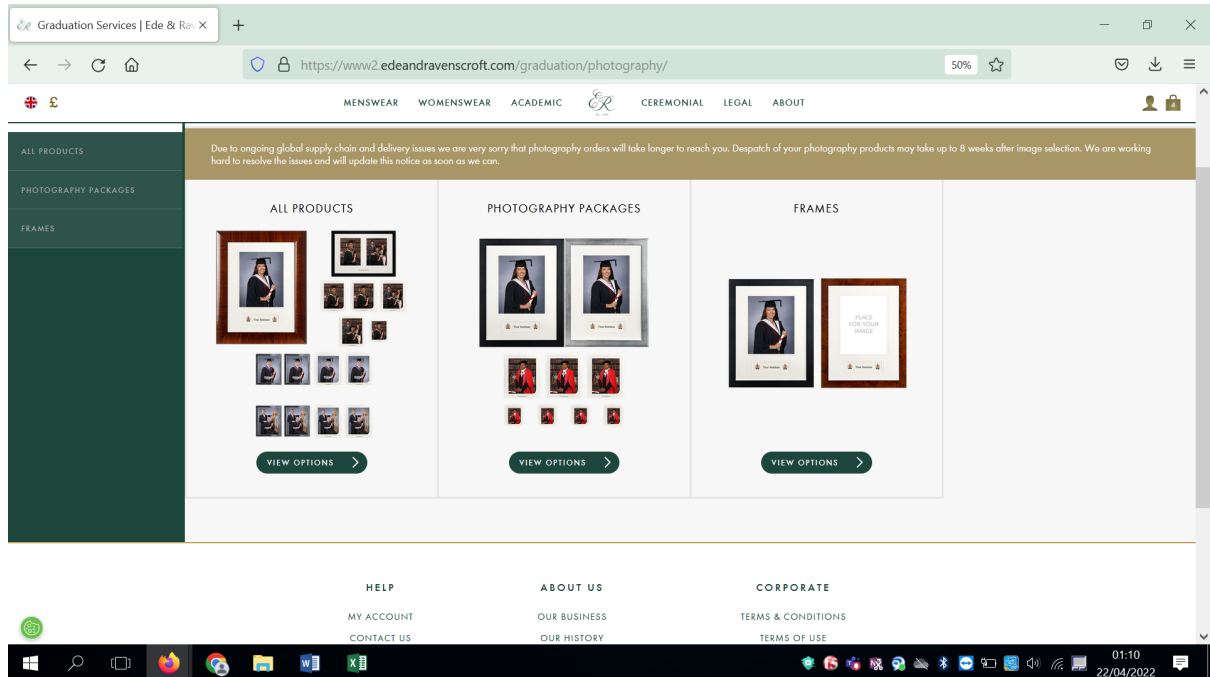 Graduation Services | Ede & Rav
https://www2.edeandravenscroft.com/graduation/photography/
50%
£
MENSWEAR WOMENSWEAR ACADEMIC ER CEREMONIAL LEGAL ABOUT
ALL PRODUCTS
PHOTOGRAPHY PACKAGES
FRAMES
Due to ongoing global supply chain and delivery issues we are very sorry that photography orders will take longer to reach you. Despatch of your photography products may take up to 8 weeks after image selection. We are working
hard to resolve the issues and will update this notice as soon as we can.
ALL PRODUCTS
PHOTOGRAPHY PACKAGES
FRAMES
PLACE
FOR YOUR
IMAGE
VIEW OPTIONS
VIEW OPTIONS
VIEW OPTIONS
HELP
ABOUT US
CORPORATE
MY ACCOUNT
OUR BUSINESS
TERMS & CONDITIONS
CONTACT US
OUR HISTORY
TERMS OF USE
01:10
22/04/2022